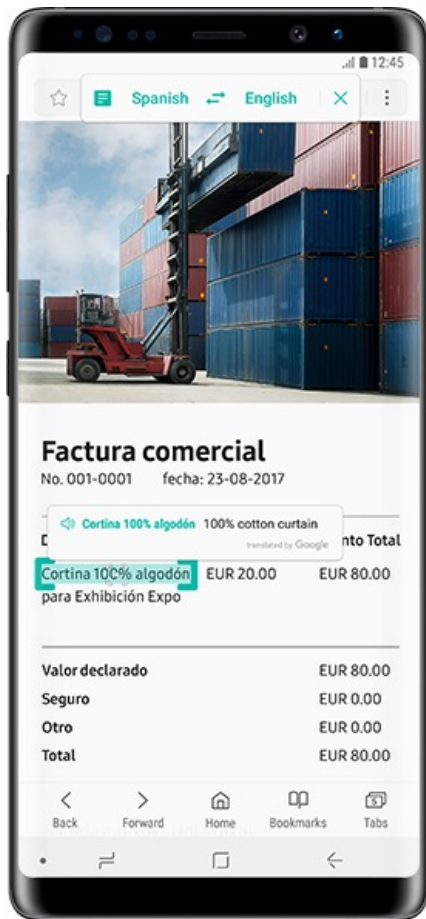 12:45
Spanish English
Factura comercial
No. 001-0001 fecha: 23-08-2017
Cortina 100% algodón 100% cotton curtain
translated by Google
D nto Total
Cortina 100% algodón EUR 20.00 EUR 80.00
para Exhibición Expo
Valor declarado EUR 80.00
Seguro EUR 0.00
Otro EUR 0.00
Total EUR 80.00
Back Forward Home Bookmarks Tabs